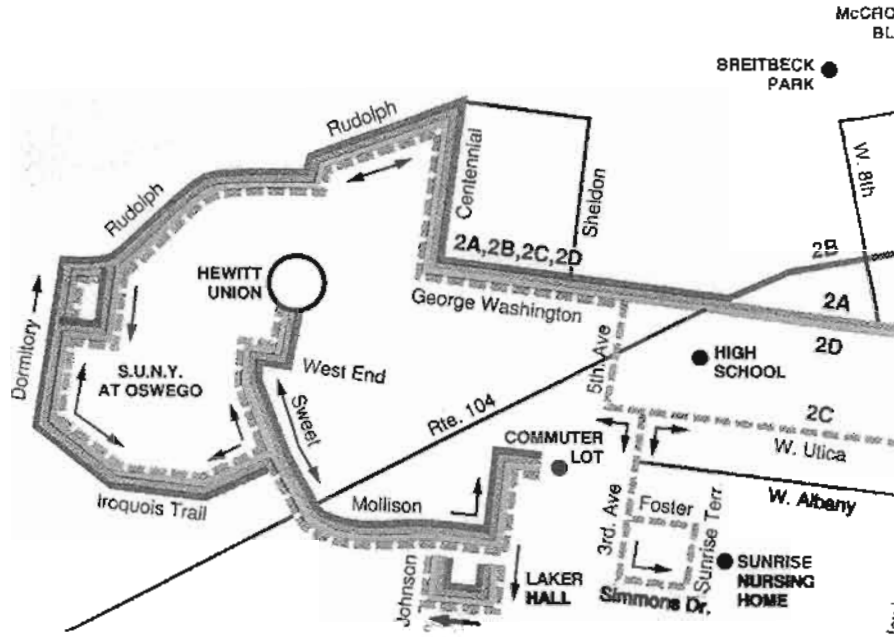 McCRO
BL
BREITBECK
PARK
Rudolph
Centennial
Sheldon
W. 8th
Rudolph
2A,2B,2C,2D
2B
HEWITT
UNION
George Washington
2A
2D
Dormitory
S.U.N.Y.
AT OSWEGO
West End
5th. Ave
HIGH
SCHOOL
Sweet
Rte. 104
2C
COMMUTER
LOT
W. Utica
Iroquois Trail
Mollison
3rd. Ave
W. Albany
Foster
Sunrise Terr.
Johnson
LAKER
HALL
Simmons Dr.
SUNRISE
NURSING
HOME